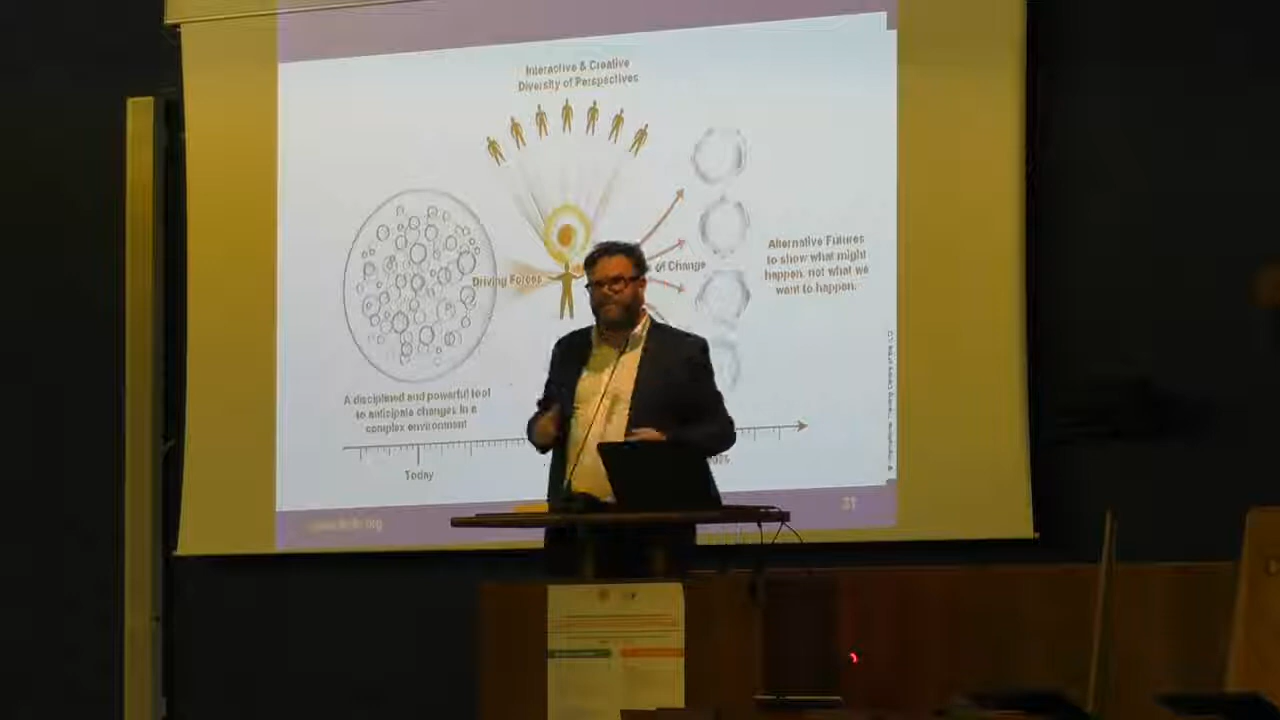 Interactive & Creative
Diversity of Perspectives
Driving Forces
of Change
Alternative Futures
to show what might
happen, not what we
want to happen.
A disciplined and powerful tool
to anticipate changes in a
complex environment
Today
31